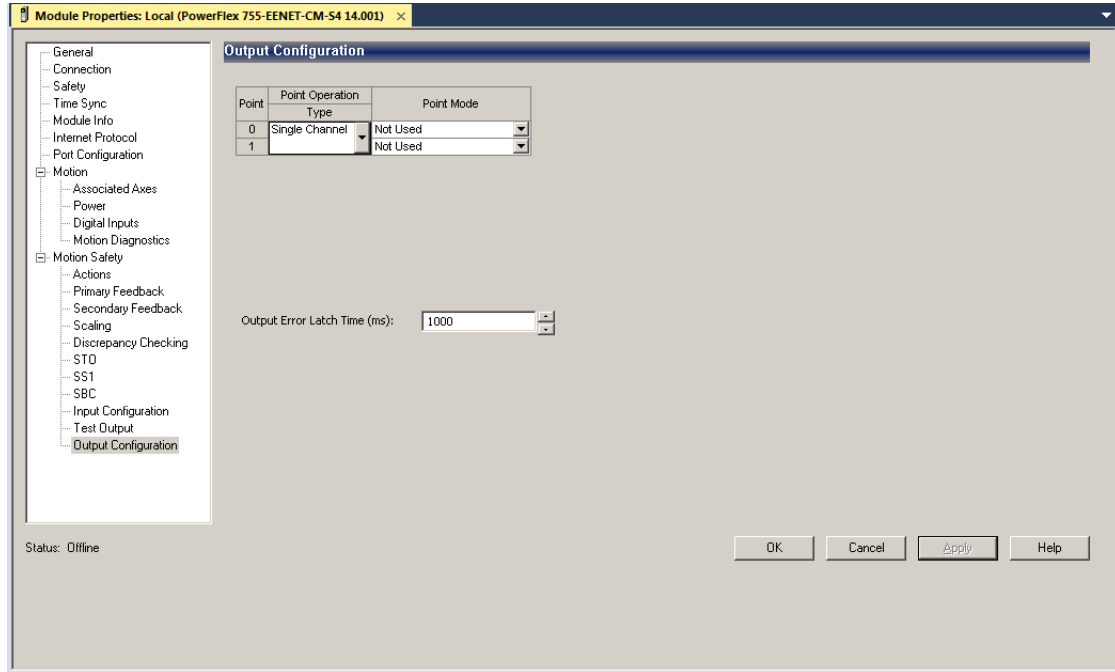 Module Properties: Local (PowerFlex 755-EENET-CM-S4 14.001)
General
Connection
Safety
Time Sync
Module Info
Internet Protocol
Port Configuration
Motion
Associated Axes
Power
Digital Inputs
Motion Diagnostics
Motion Safety
Actions
Primary Feedback
Secondary Feedback
Scaling
Discrepancy Checking
STO
SS1
SBC
Input Configuration
Test Output
Output Configuration
Output Configuration
Point Point Operation Point Mode
Type
0 Single Channel Not Used
1 Not Used
Output Error Latch Time (ms): 1000
Status: Offline
OK Cancel Apply Help